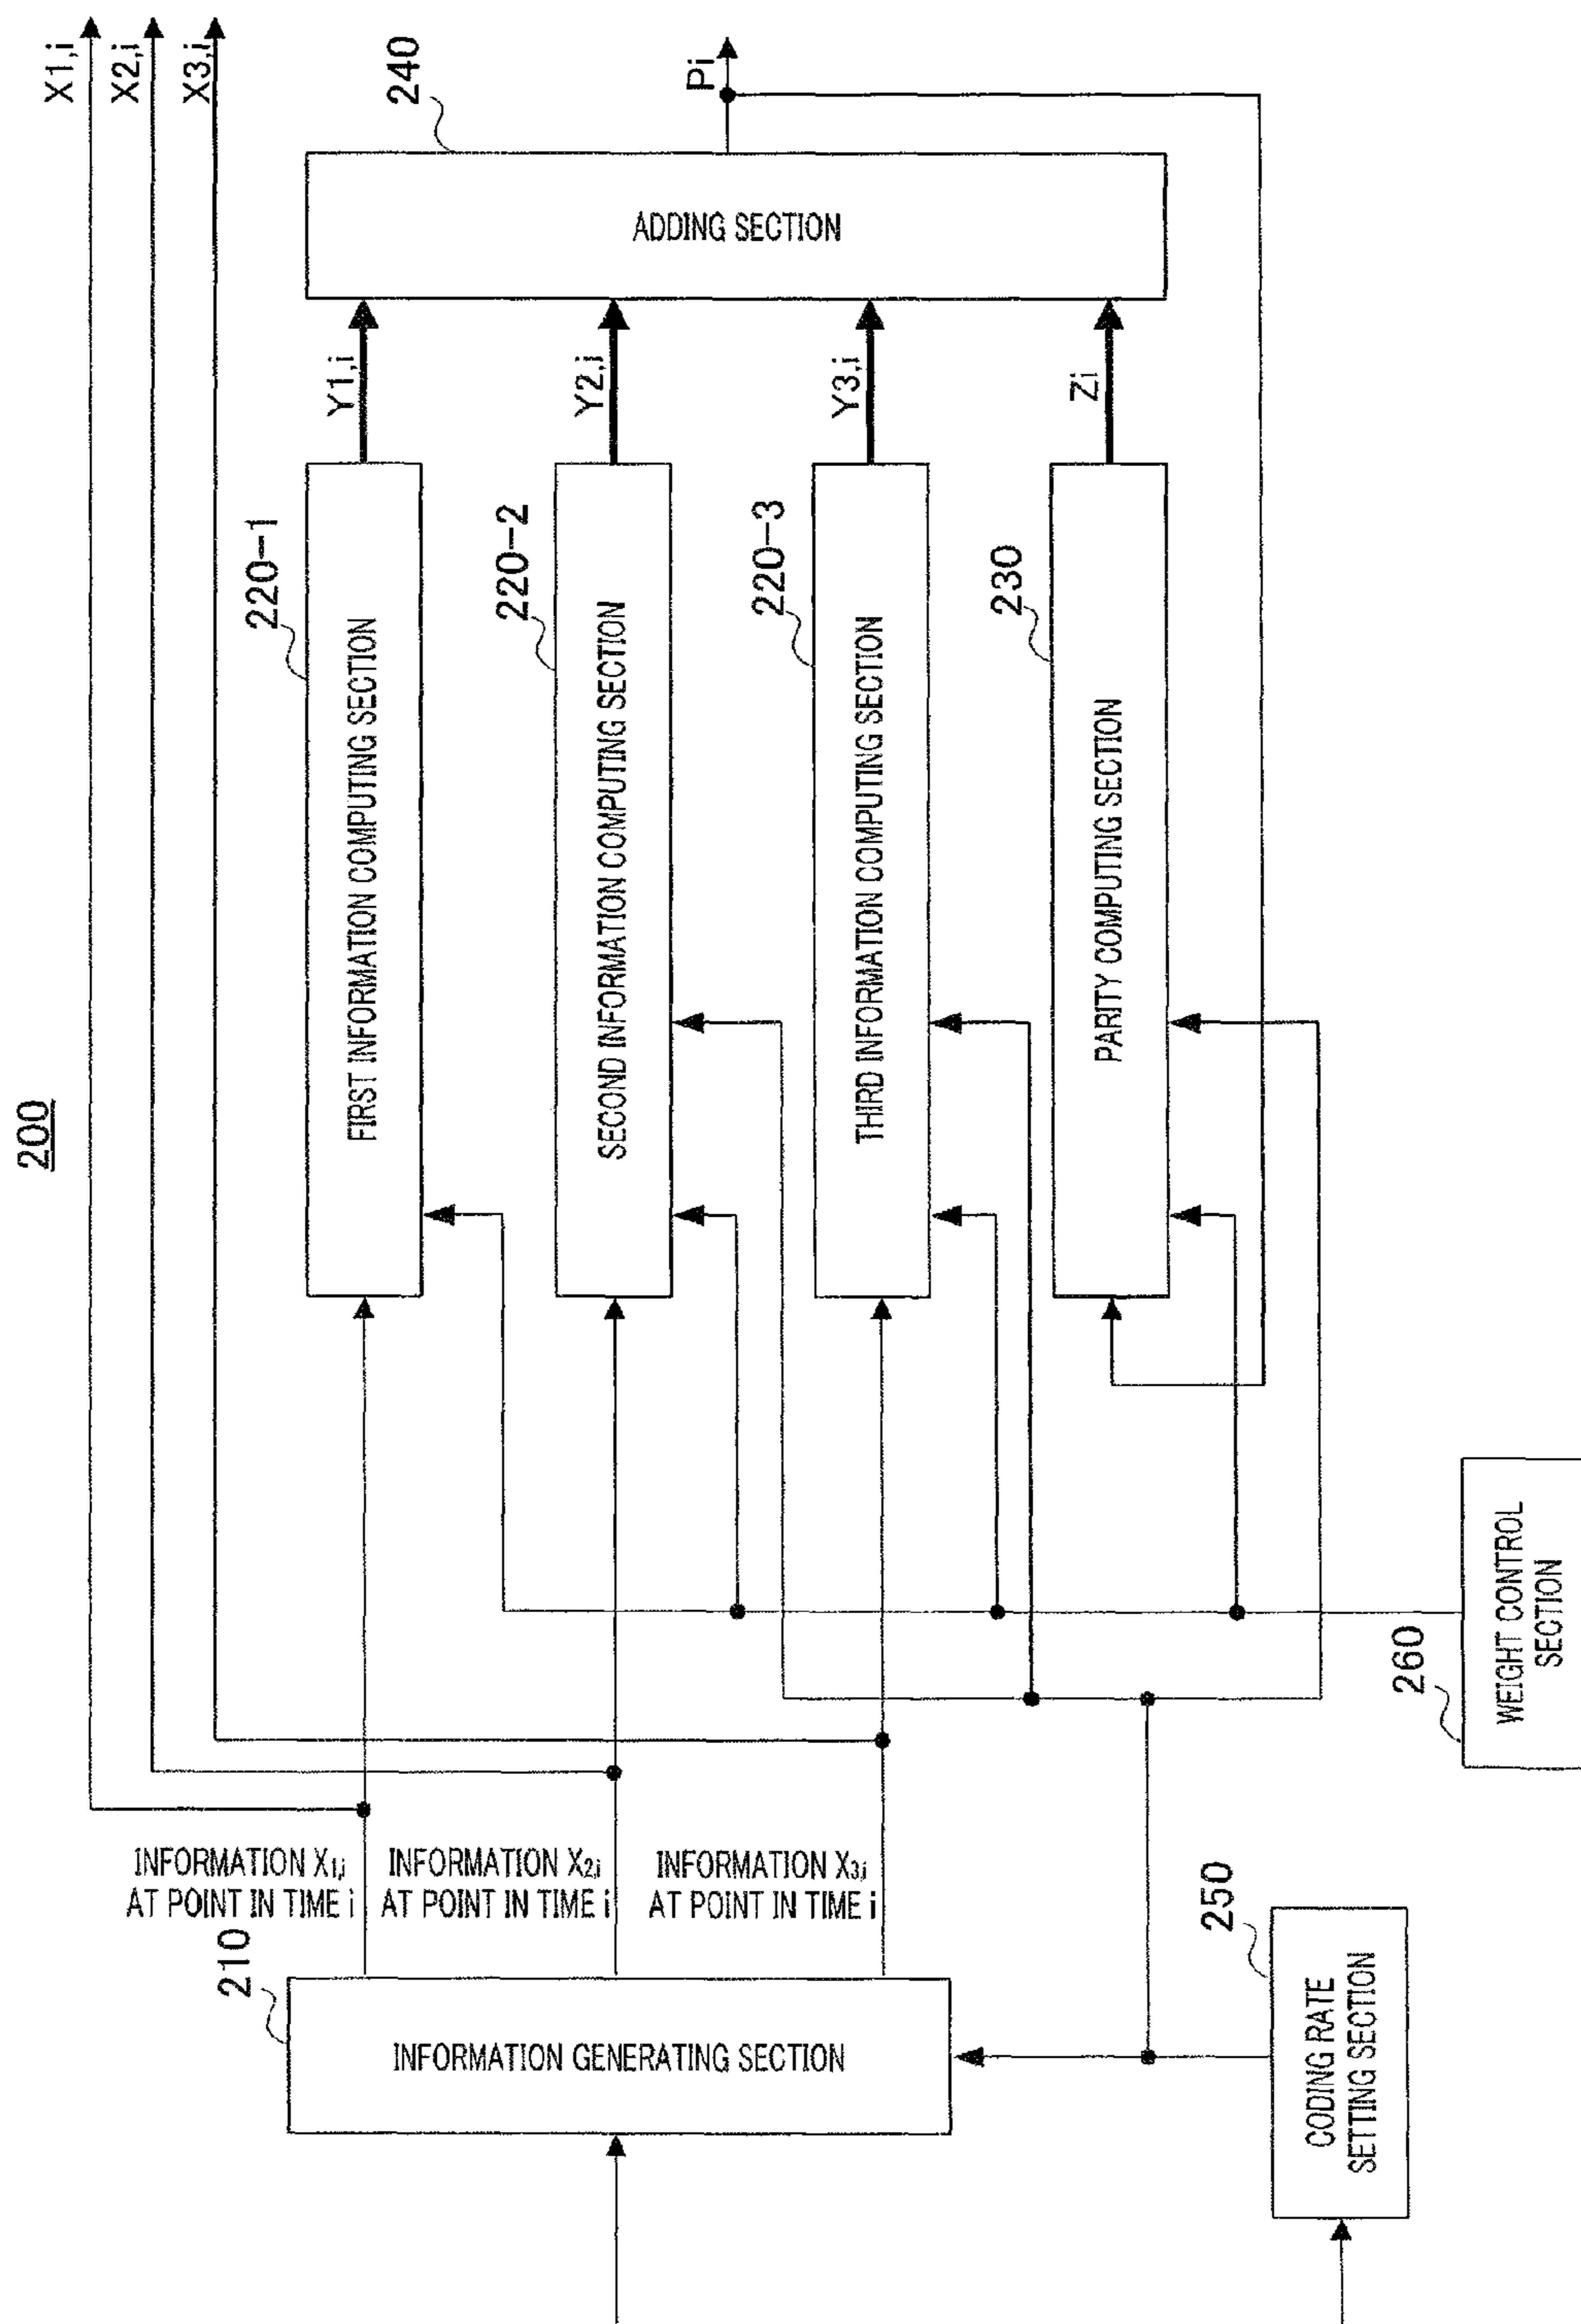 200
X1,i
X2,i
X3,i
INFORMATION X1,i
AT POINT IN TIME i
INFORMATION X2,i
AT POINT IN TIME i
INFORMATION X3,i
AT POINT IN TIME i
210
INFORMATION GENERATING SECTION
220-1
FIRST INFORMATION COMPUTING SECTION
Y1,i
220-2
SECOND INFORMATION COMPUTING SECTION
Y2,i
220-3
THIRD INFORMATION COMPUTING SECTION
Y3,i
230
PARITY COMPUTING SECTION
Zi
240
ADDING SECTION
Pi
250
CODING RATE
SETTING SECTION
260
WEIGHT CONTROL
SECTION